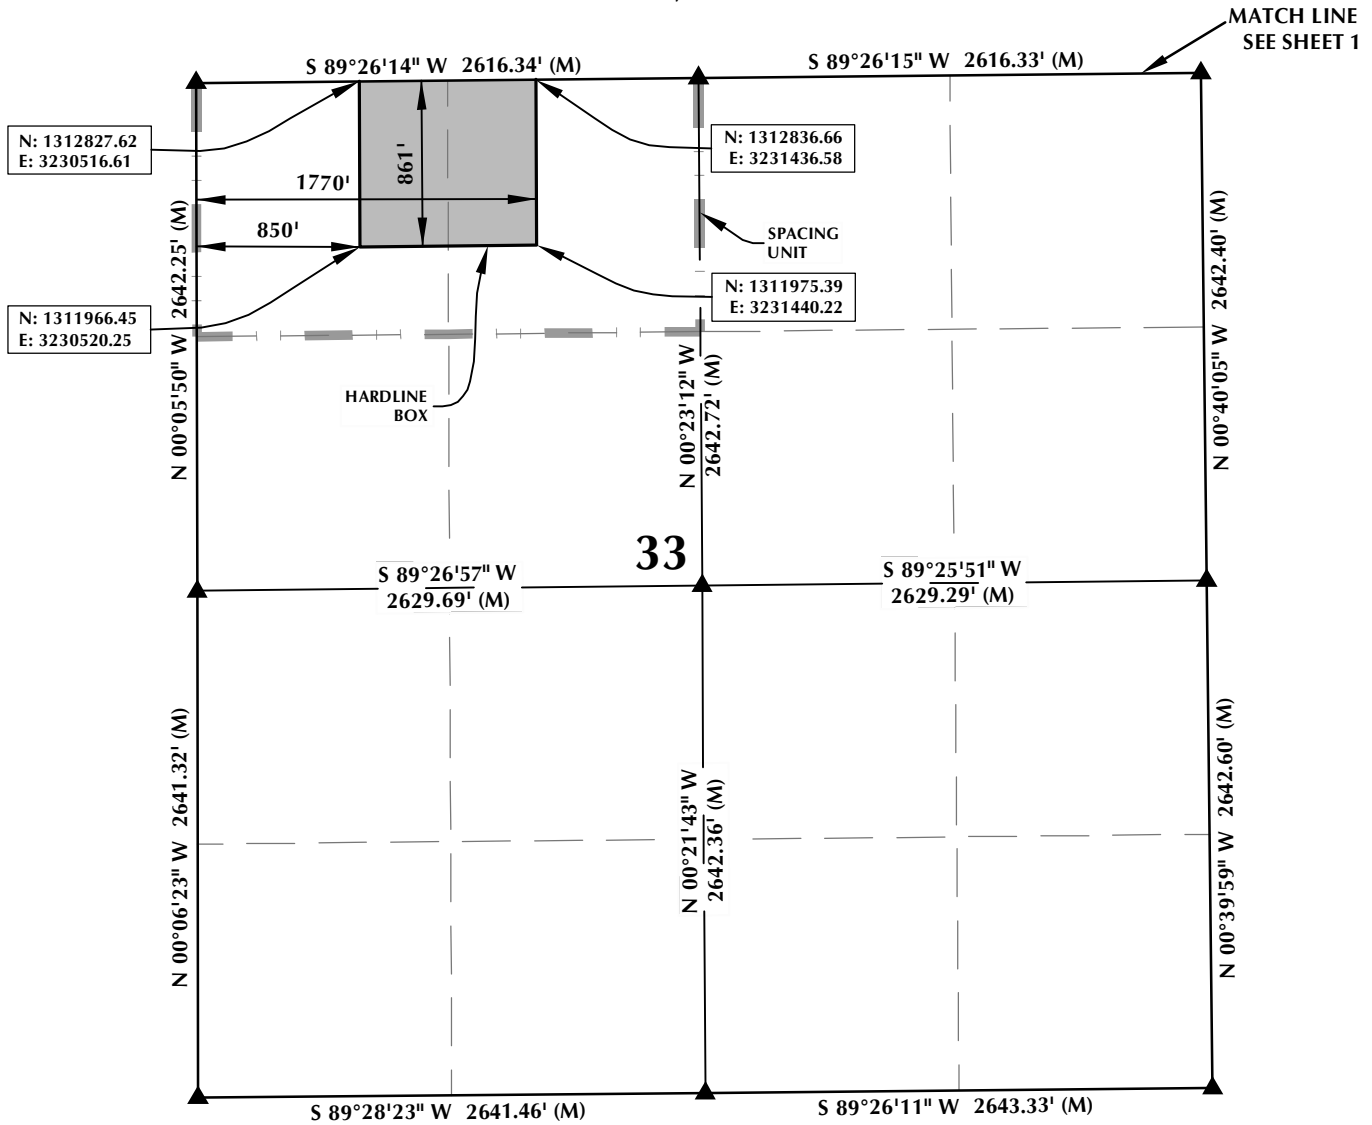 MATCH LINE
SEE SHEET 1
S 89°26'14" W 2616.34' (M)
S 89°26'15" W 2616.33' (M)
N: 1312827.62
E: 3230516.61
N: 1312836.66
E: 3231436.58
861'
1770'
850'
SPACING
UNIT
N: 1311966.45
E: 3230520.25
N: 1311975.39
E: 3231440.22
HARDLINE
BOX
N 00°05'50" W 2642.25' (M)
N 00°23'12" W
2642.72' (M)
N 00°40'05" W 2642.40' (M)
33
S 89°26'57" W
2629.69' (M)
S 89°25'51" W
2629.29' (M)
N 00°06'23" W 2641.32' (M)
N 00°21'43" W
2642.36' (M)
N 00°39'59" W 2642.60' (M)
S 89°28'23" W 2641.46' (M)
S 89°26'11" W 2643.33' (M)